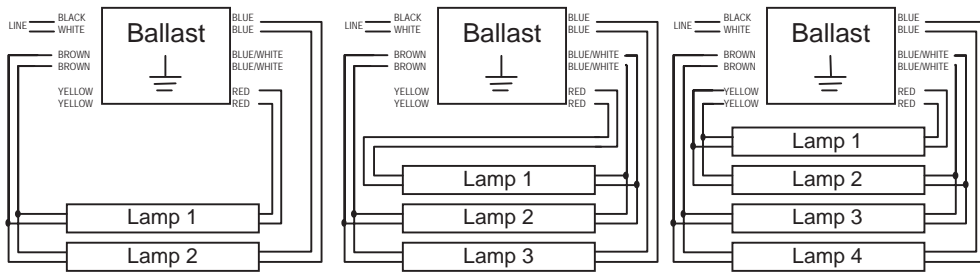 LINE
BLACK
WHITE
Ballast
BLUE
BLUE
BROWN
BROWN
BLUE/WHITE
BLUE/WHITE
YELLOW
YELLOW
RED
RED
Lamp 1
Lamp 2
LINE
BLACK
WHITE
Ballast
BLUE
BLUE
BROWN
BROWN
BLUE/WHITE
BLUE/WHITE
YELLOW
YELLOW
RED
RED
Lamp 1
Lamp 2
Lamp 3
LINE
BLACK
WHITE
Ballast
BLUE
BLUE
BROWN
BROWN
BLUE/WHITE
BLUE/WHITE
YELLOW
YELLOW
RED
RED
Lamp 1
Lamp 2
Lamp 3
Lamp 4